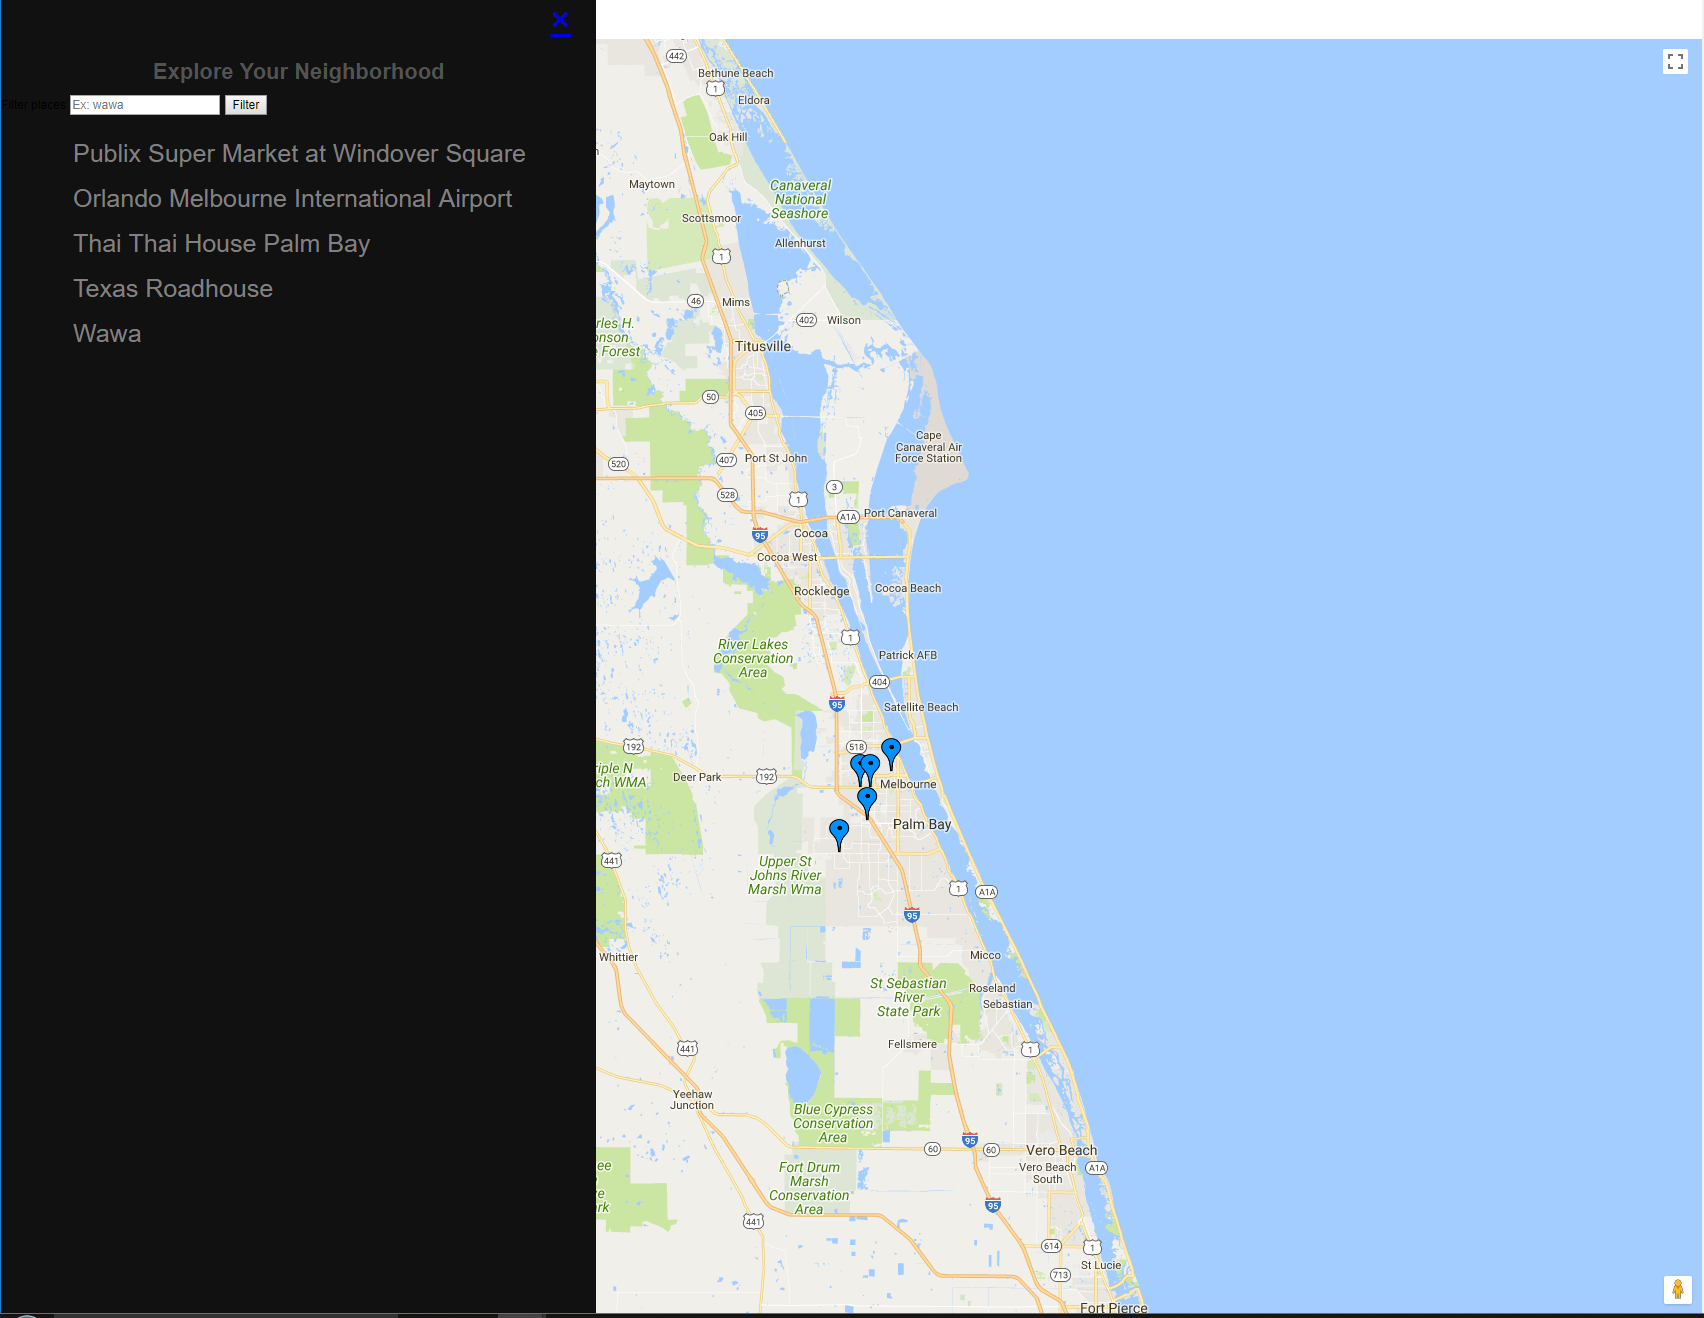 ×
Explore Your Neighborhood
Filter places Ex: wawa Filter
Publix Super Market at Windover Square
Orlando Melbourne International Airport
Thai Thai House Palm Bay
Texas Roadhouse
Wawa
442
Bethune Beach
1
Eldora
Oak Hill
Maytown
Canaveral
National
Seashore
Scottsmoor
Allenhurst
1
46
Mims
402
Wilson
rles H.
onson
e Forest
Titusville
50
405
Cape
Canaveral Air
Force Station
407
Port St John
520
3
528
1
A1A
Port Canaveral
95
Cocoa
Cocoa West
Rockledge
Cocoa Beach
1
River Lakes
Conservation
Area
Patrick AFB
404
95
Satellite Beach
192
518
riple N
ch WMA
Deer Park
192
Melbourne
Palm Bay
441
Upper St
Johns River
Marsh Wma
1
A1A
95
Whittier
Micco
St Sebastian
River
State Park
Roseland
Sebastian
441
Fellsmere
1
Yeehaw
Junction
Blue Cypress
Conservation
Area
95
60
60
Vero Beach
ee
Fort Drum
Marsh
Conservation
Area
Vero Beach
South
A1A
re
rk
95
441
614
1
St Lucie
713
Fort Pierce